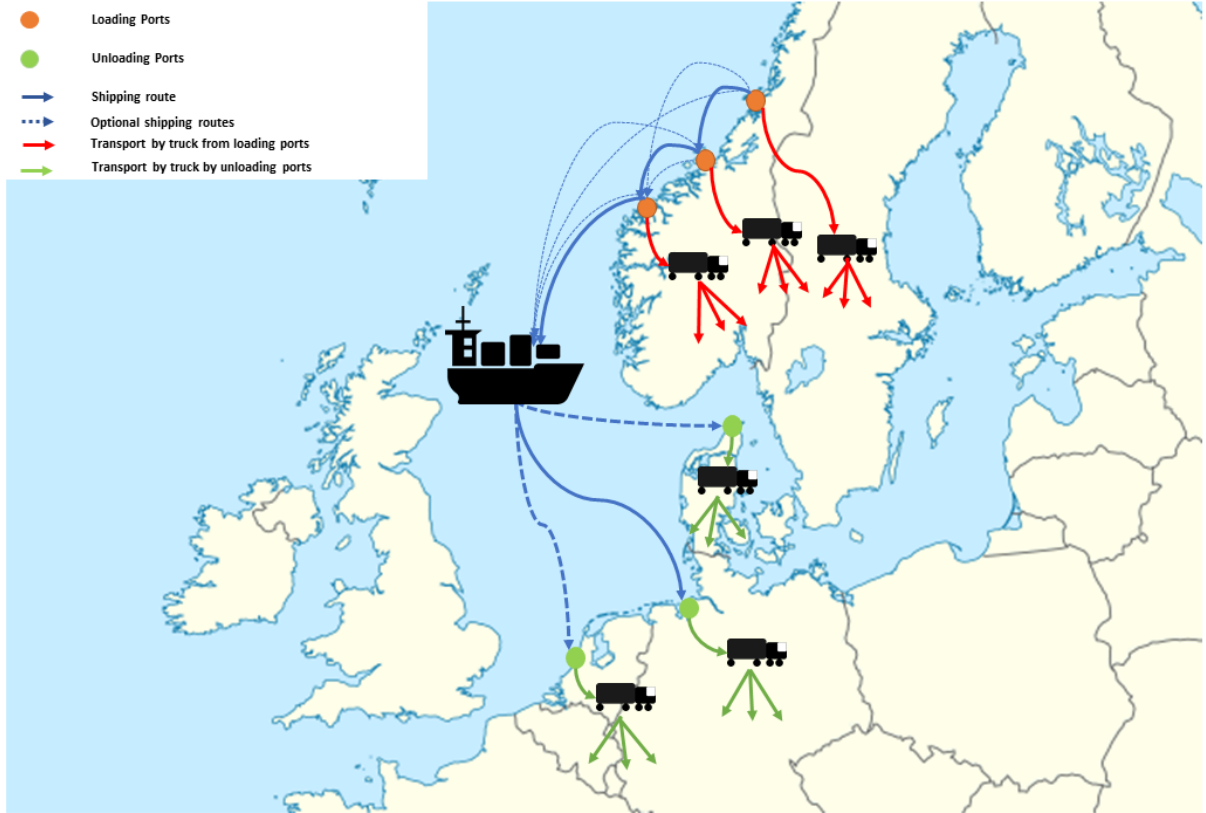 Loading Ports
Unloading Ports
Shipping route
Optional shipping routes
Transport by truck from loading ports
Transport by truck by unloading ports